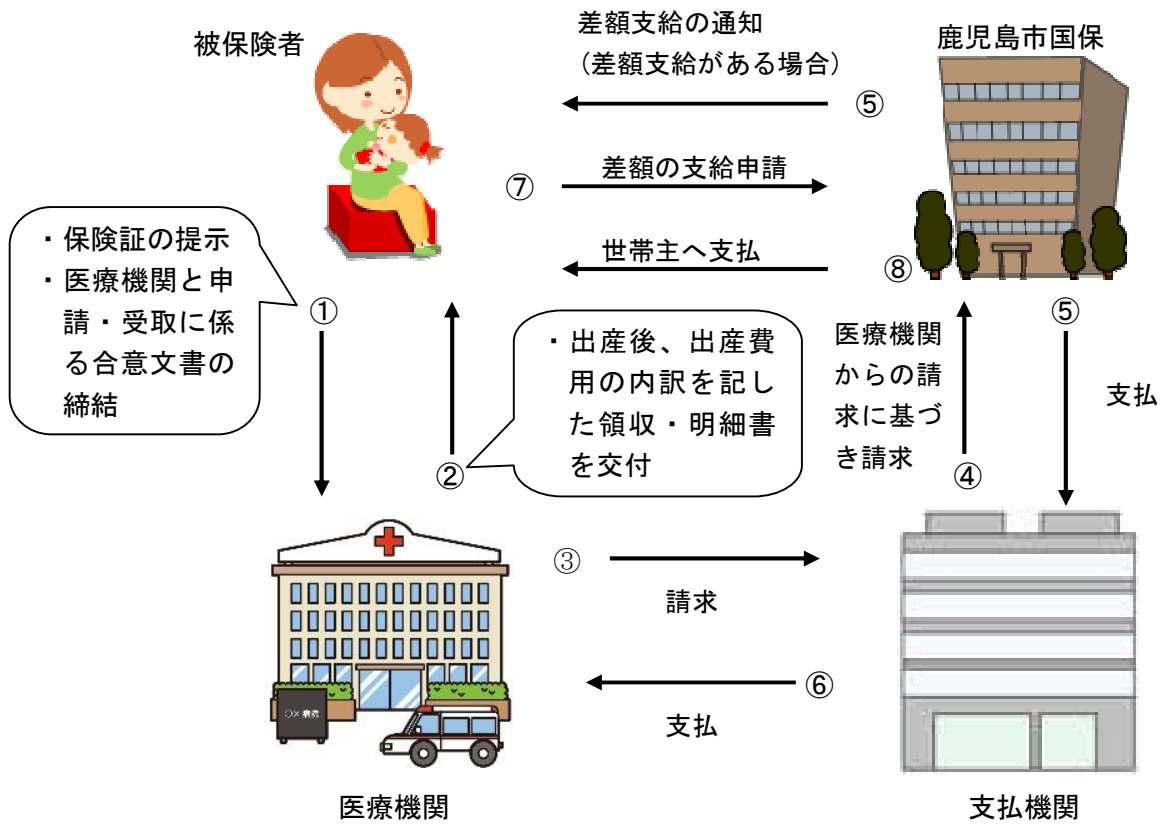 被保険者
差額支給の通知
(差額支給がある場合)
鹿児島市国保
⑤
⑦
差額の支給申請
世帯主へ支払
⑧
・保険証の提示
・医療機関と申
請・受取に係
る合意文書の
締結
①
・出産後、出産費
用の内訳を記し
た領収・明細書
を交付
②
医療機関
からの請
求に基づ
き請求
④
⑤
支払
③
請求
⑥
支払
○×病院
医療機関
支払機関